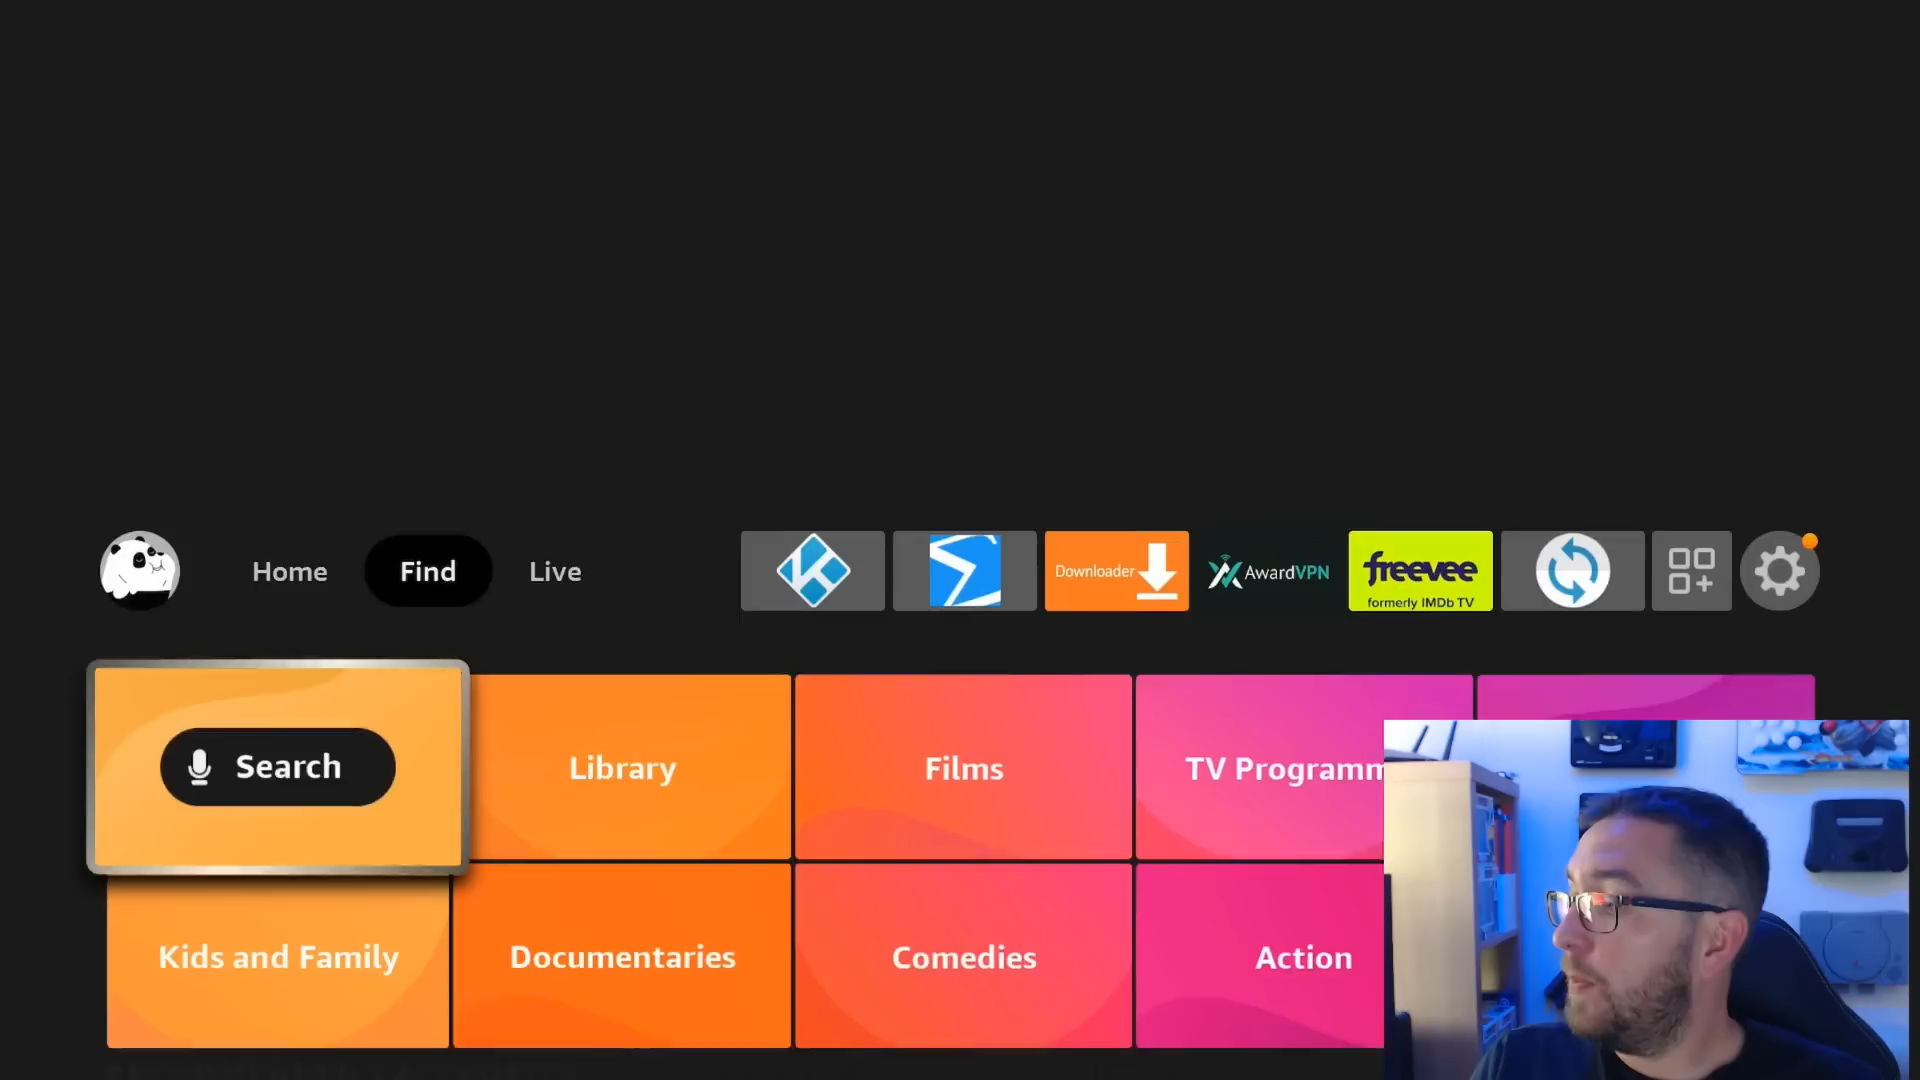 Home
Find
Live
Downloader
AwardVPN
freevee
formerly IMDb TV
Search
Library
Films
TV Programm
Kids and Family
Documentaries
Comedies
Action